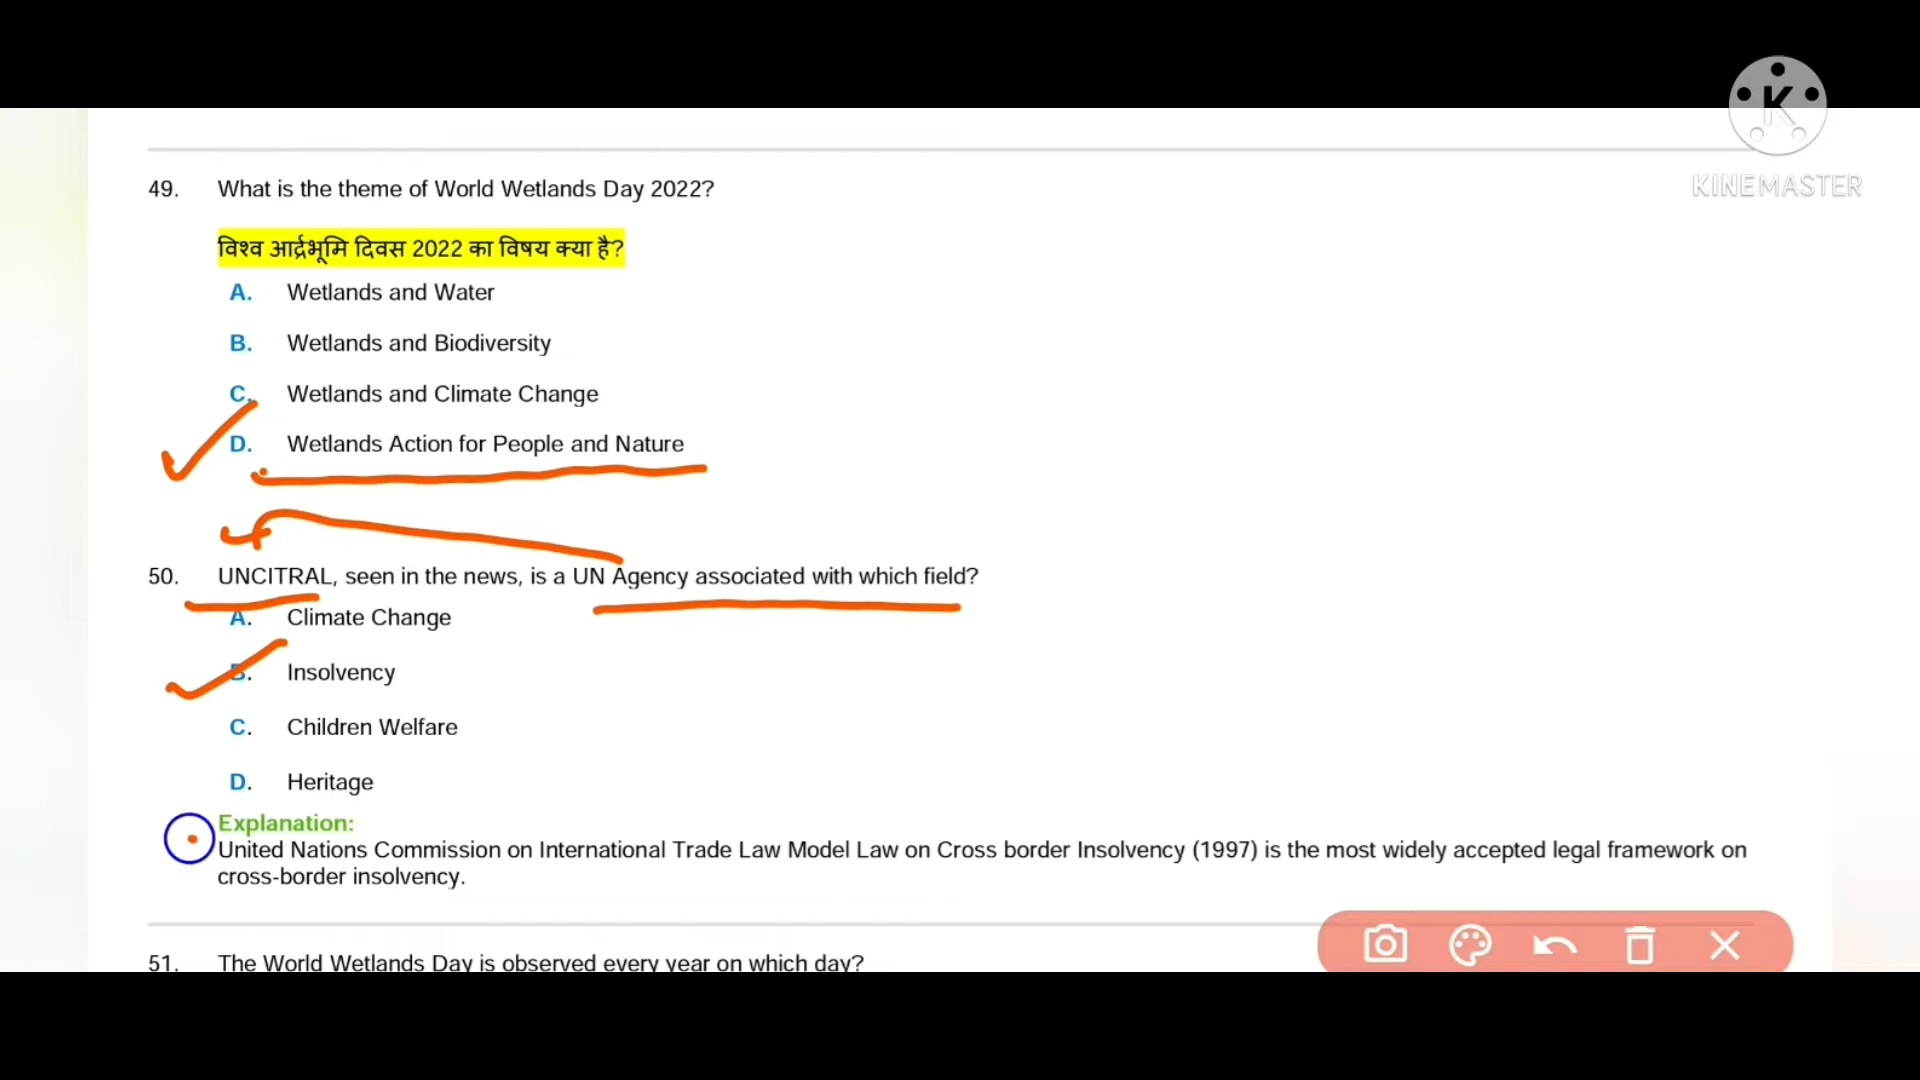 K
KINEMASTER
49. What is the theme of World Wetlands Day 2022?
विश्व आर्द्रभूमि दिवस 2022 का विषय क्या है?
A. Wetlands and Water
B. Wetlands and Biodiversity
C. Wetlands and Climate Change
D. Wetlands Action for People and Nature
50. UNCITRAL, seen in the news, is a UN Agency associated with which field?
A. Climate Change
B. Insolvency
C. Children Welfare
D. Heritage
Explanation:
United Nations Commission on International Trade Law Model Law on Cross border Insolvency (1997) is the most widely accepted legal framework on
cross-border insolvency.
51. The World Wetlands Day is observed every year on which day?